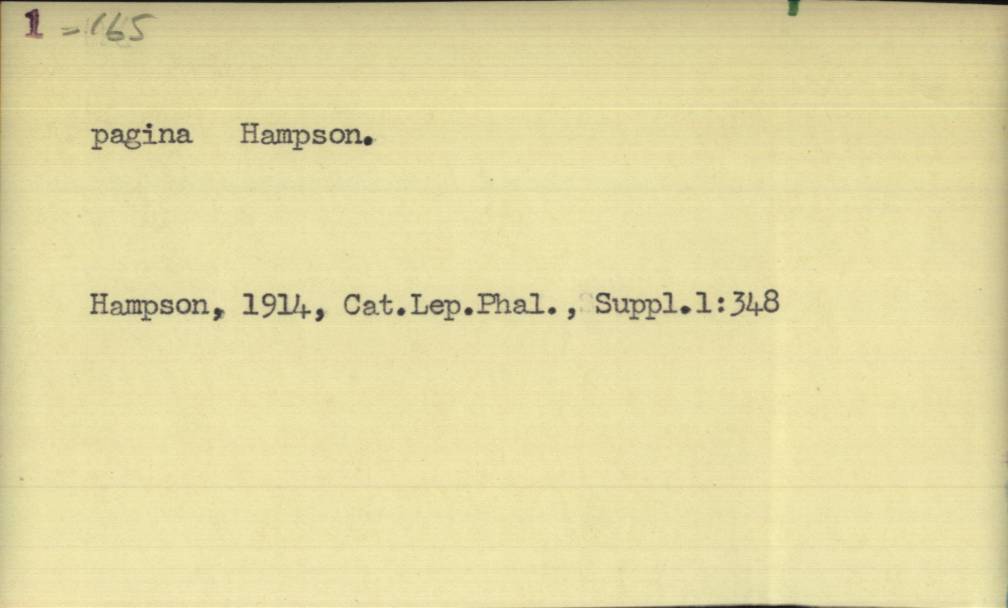 1 = 165
pagina Hampson.
Hampson, 1914, Cat.Lep.Phal., Suppl.1:348